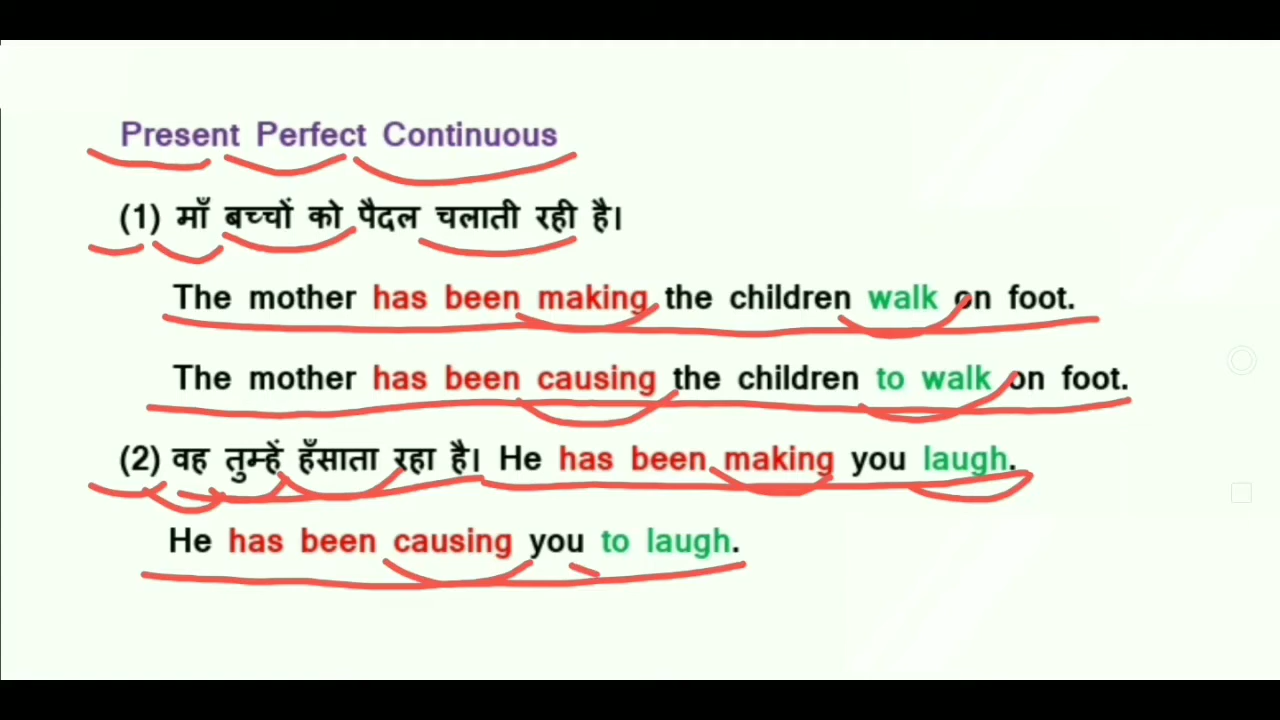 Present Perfect Continuous
(1) माँ बच्चों को पैदल चलाती रही है।
The mother has been making the children walk on foot.
The mother has been causing the children to walk on foot.
(2) वह तुम्हें हँसाता रहा है। He has been making you laugh.
He has been causing you to laugh.